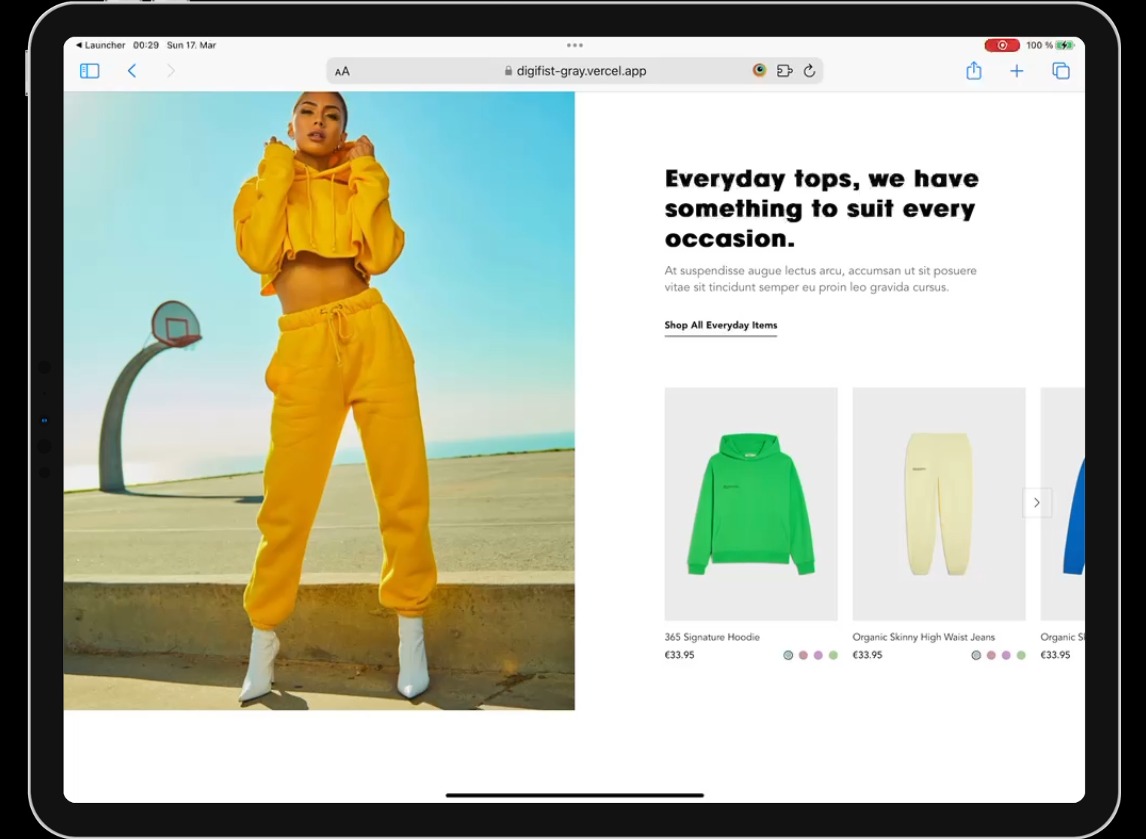 Launcher 00:29 Sun 17. Mar
100 %
AA
digifist-gray.vercel.app
Everyday tops, we have
something to suit every
occasion.
At suspendisse augue lectus arcu, accumsan ut sit posuere
vitae sit tincidunt semper eu proin leo gravida cursus.
Shop All Everyday Items
365 Signature Hoodie
€33.95
Organic Skinny High Waist Jeans
€33.95
Organic
€33.95